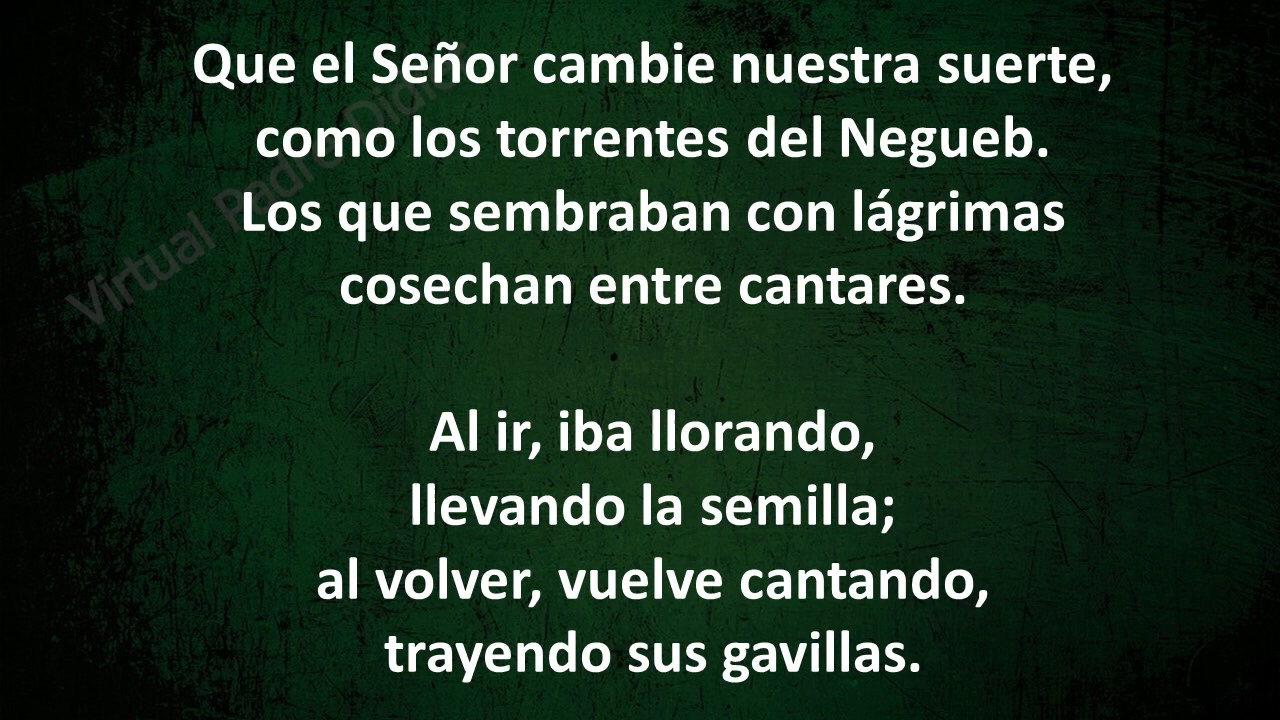 Que el Señor cambie nuestra suerte,
como los torrentes del Negueb.
Los que sembraban con lágrimas
cosechan entre cantares.
Al ir, iba llorando,
llevando la semilla;
al volver, vuelve cantando,
trayendo sus gavillas.
Virtual Padre